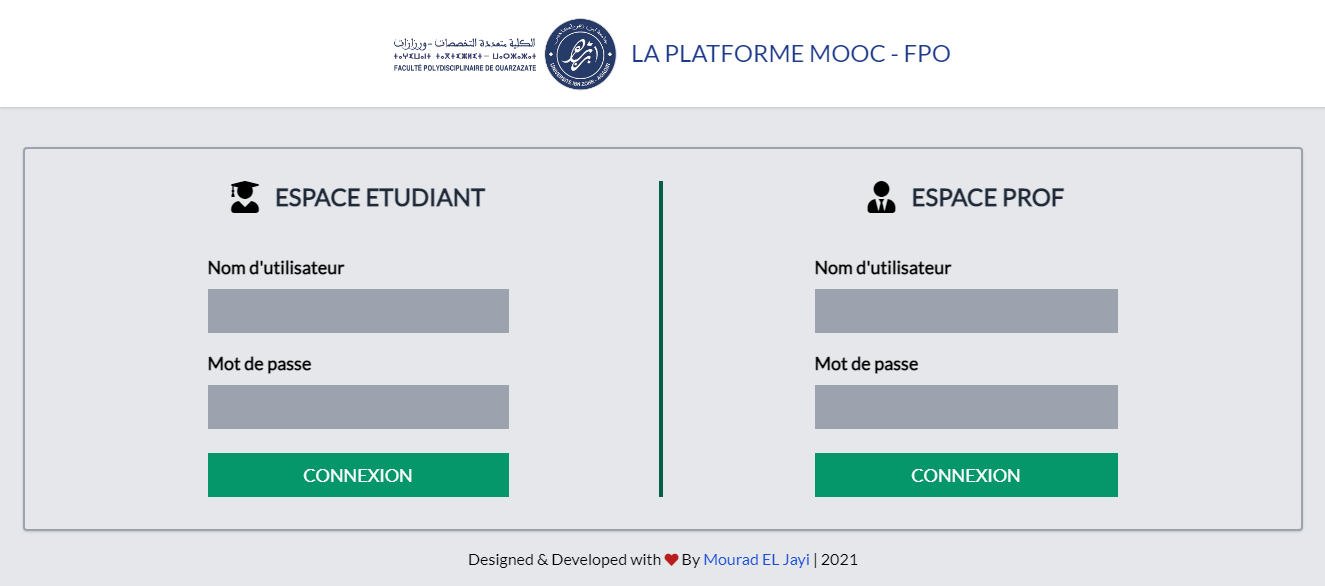 الكلية متعددة التخصصات - ورزازات
FACULTÉ POLYDISCIPLINAIRE DE OUARZAZATE
LA PLATFORME MOOC - FPO
ESPACE ETUDIANT
Nom d'utilisateur
Mot de passe
CONNEXION
ESPACE PROF
Nom d'utilisateur
Mot de passe
CONNEXION
Designed & Developed with ❤ By Mourad EL Jayi | 2021